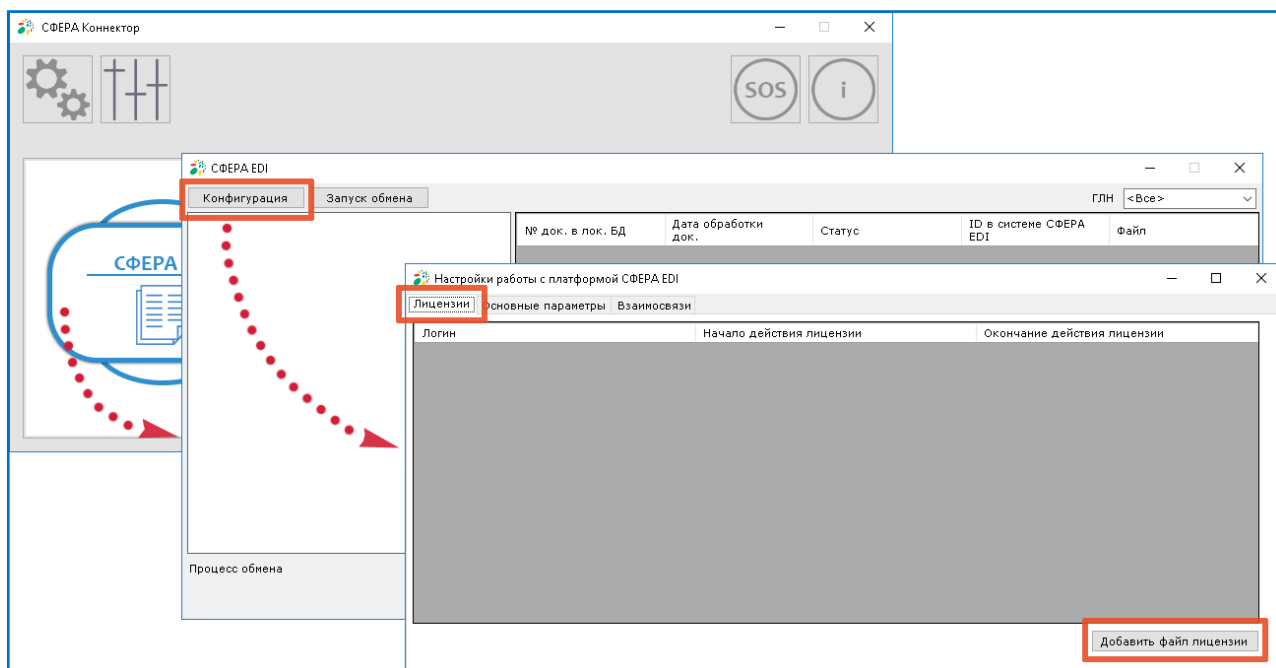 СФЕРА Коннектор
SOS
i
СФЕРА EDI
Конфигурация
Запуск обмена
ГЛН
<Все>
№ док. в лок. БД
Дата обработки
док.
Статус
ID в системе СФЕРА
EDI
Файл
СФЕРА
Настройки работы с платформой СФЕРА EDI
Лицензии
Основные параметры
Взаимосвязи
Логин
Начало действия лицензии
Окончание действия лицензии
Процесс обмена
Добавить файл лицензии